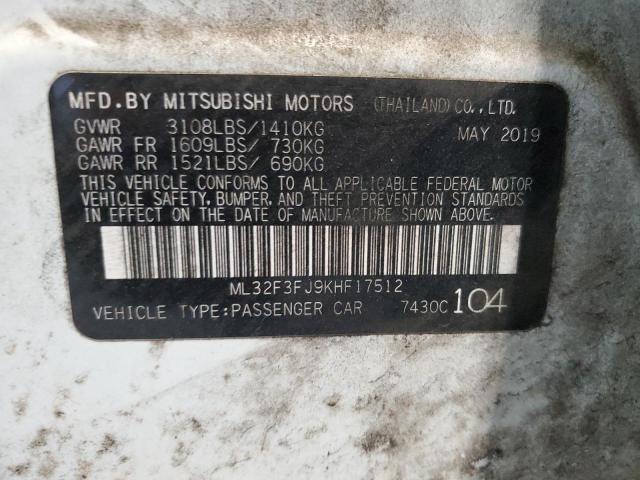 MFD.BY MITSUBISHI MOTORS (THAILAND) CO.,LTD.
GVWR 3108LBS/1410KG MAY 2019
GAWR FR 1609LBS/ 730KG
GAWR RR 1521LBS/ 690KG
THIS VEHICLE CONFORMS TO ALL APPLICABLE FEDERAL MOTOR
VEHICLE SAFETY, BUMPER, AND THEFT PREVENTION STANDARDS
IN EFFECT ON THE DATE OF MANUFACTURE SHOWN ABOVE.
ML32F3FJ9KHF17512
VEHICLE TYPE:PASSENGER CAR 7430C 104